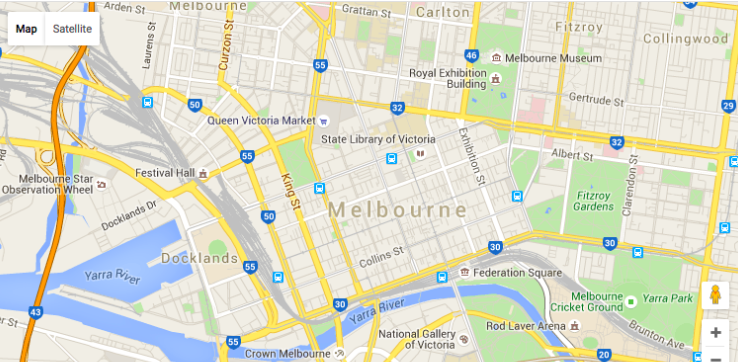 Arden St
Melbourne
Grattan St
Carlton
Map
Satellite
Laurens St
Curzon St
Fitzroy
Collingwood
55
46
Melbourne Museum
Royal Exhibition
Building
Gertrude St
50
32
29
Queen Victoria Market
State Library of Victoria
Exhibition St
32
Albert St
55
Festival Hall
Melbourne Star
Observation Wheel
Rd
King St
Clarendon St
Fitzroy
Gardens
Docklands Dr
50
Melbourne
Docklands
Collins St
30
30
55
Yarra River
Federation Square
Melbourne
Cricket Ground
Yarra Park
43
30
Yarra River
er St
55
National Gallery
of Victoria
Rod Laver Arena
Brunton Ave
Crown Melbourne
20
+
−